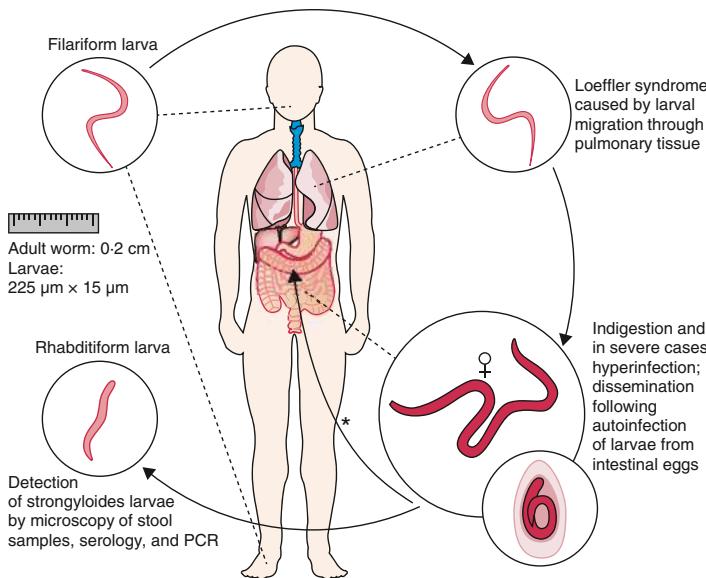 Filariform larva
Loeffler syndrome
caused by larval
migration through
pulmonary tissue
Adult worm: 0·2 cm
Larvae:
225 µm × 15 µm
Rhabditiform larva
Indigestion and
in severe cases
hyperinfection;
dissemination
following
autoinfection
of larvae from
intestinal eggs
*
Detection
of strongyloides larvae
by microscopy of stool
samples, serology, and PCR